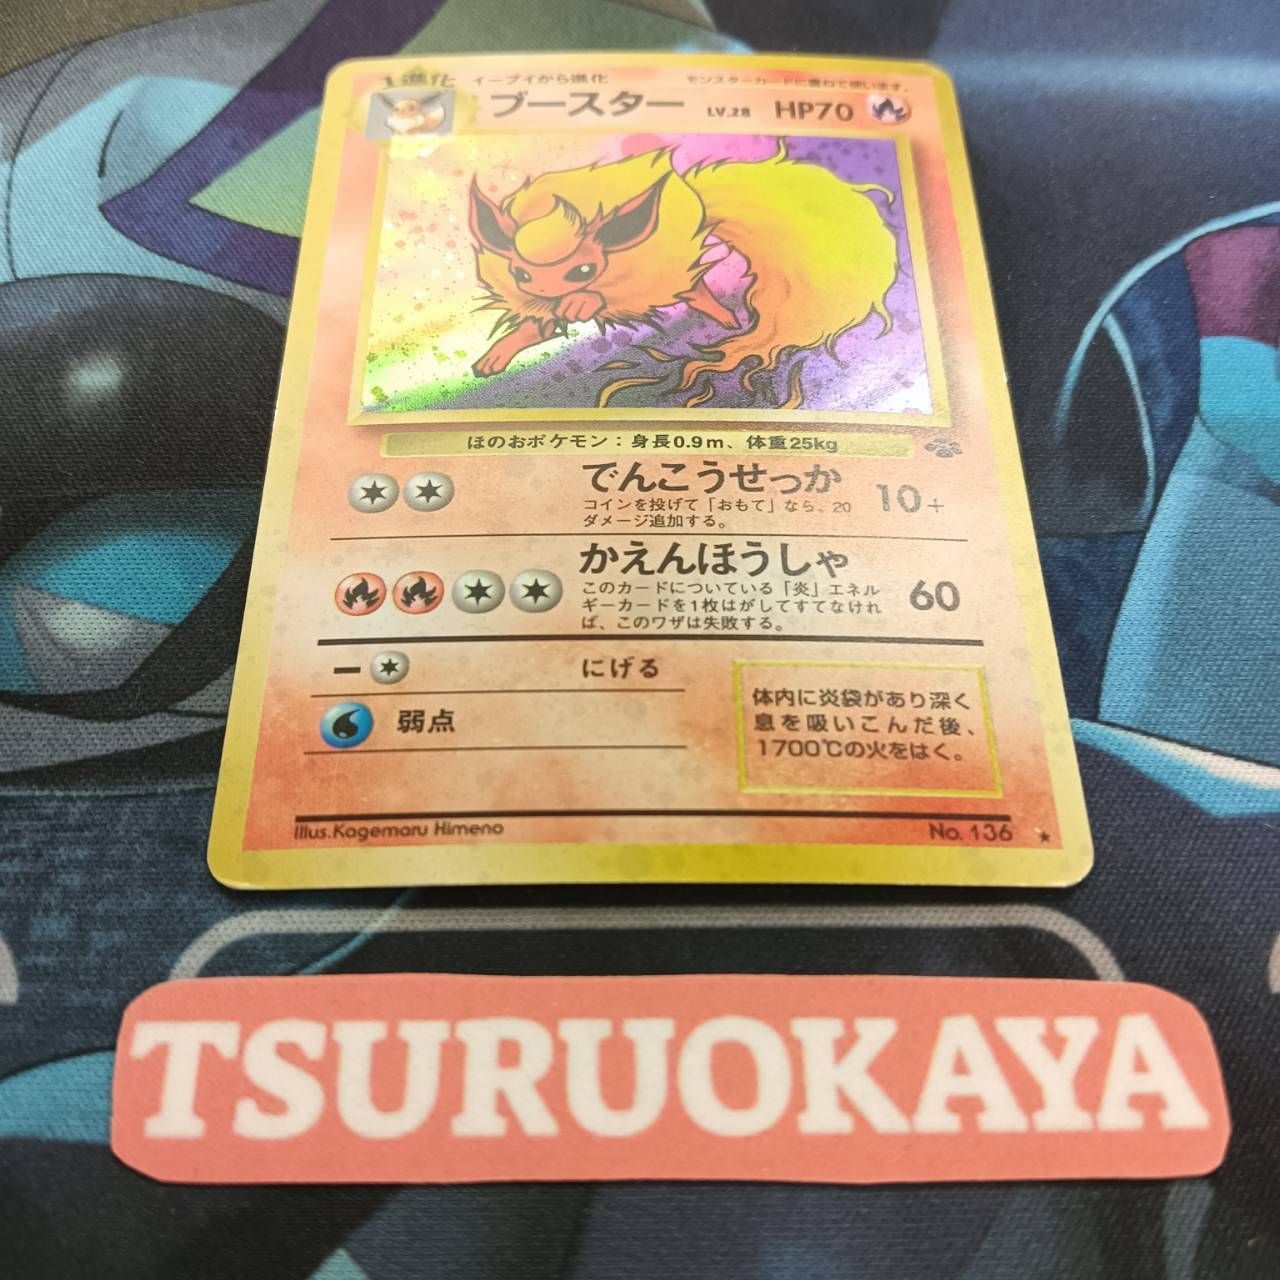 1進化 イーブイから進化 モンスターカードに重ねて使います。
ブースター LV.28 HP70
ほのおポケモン：身長0.9m、体重25kg
でんこうせっか 10+
コインを投げて「おもて」なら、20
ダメージ追加する。
かえんほうしゃ 60
このカードについている「炎」エネル
ギーカードを1枚はがしてすてなけれ
ば、このワザは失敗する。
ー にげる
弱点
体内に炎袋があり深く
息を吸いこんだ後、
1700℃の火をはく。
Illus.Kagemaru Himeno No.136 ★
TSURUOKAYA